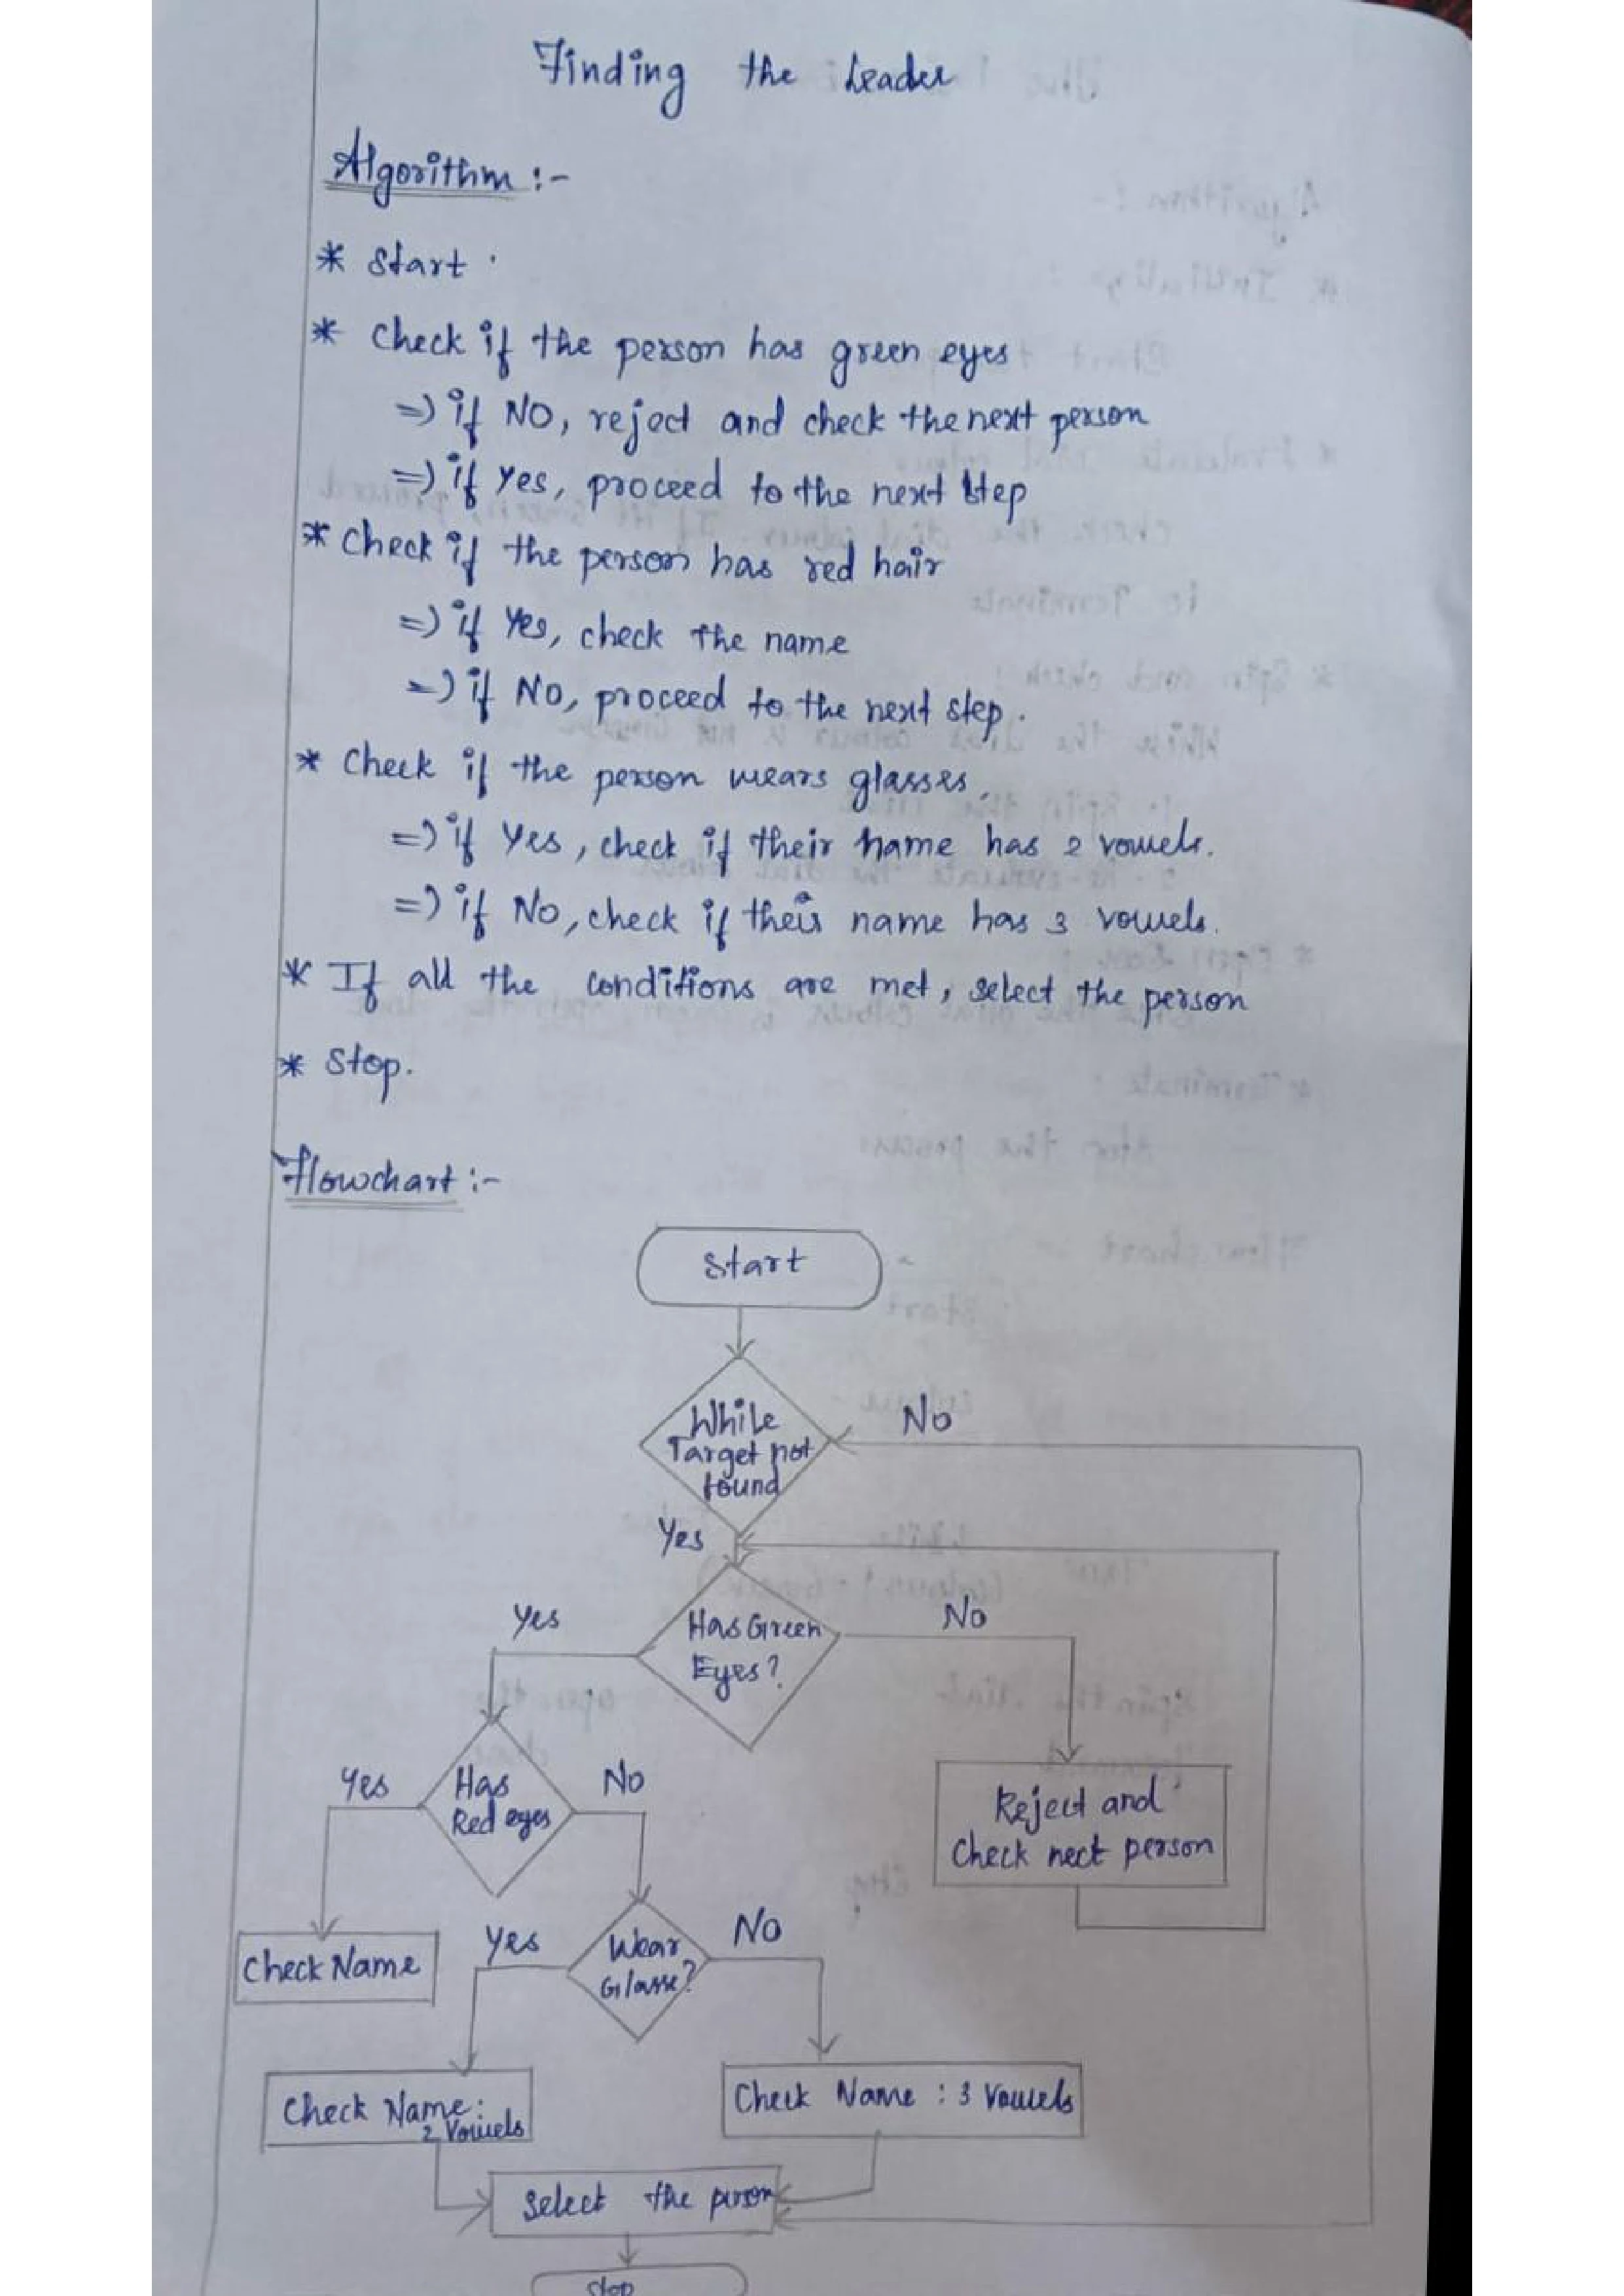 Finding the Leader
Algorithm :-
* Start .
* Check if the person has green eyes
=) if NO, reject and check the next person
=) if Yes, proceed to the next step
* Check if the person has red hair
=) if Yes, check the name
=) if No, proceed to the next step.
* Check if the person wears glasses.
=) if Yes, check if their name has 2 vowels.
=) if No, check if their name has 3 vowels.
* If all the conditions are met, select the person
* Stop.
Flowchart :-
Start
While
Target not
found
No
Yes
Has Green
Eyes?
Yes
No
Has
Red eyes
Yes
No
Reject and
Check nect person
Check Name
Wear
Glasse?
Yes
No
Check Name:
2 Vowels
Check Name : 3 Vowels
Select the person
Stop